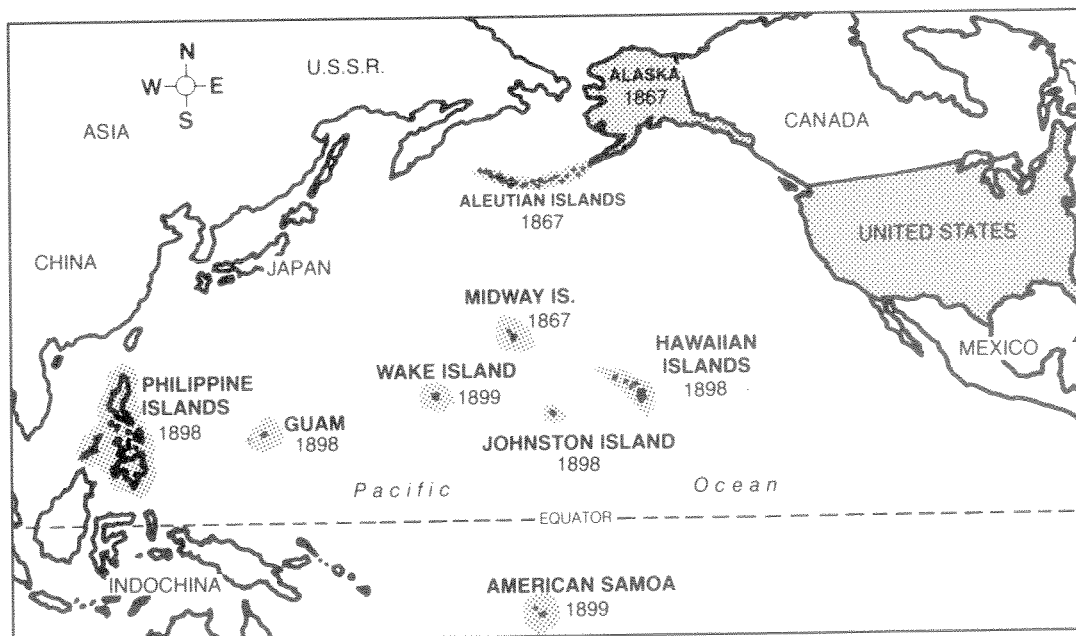 N
W E
S
U.S.S.R.
ASIA
ALASKA
1867
CANADA
ALEUTIAN ISLANDS
1867
UNITED STATES
CHINA
JAPAN
MIDWAY IS.
1867
HAWAIIAN
ISLANDS
1898
MEXICO
WAKE ISLAND
1899
PHILIPPINE
ISLANDS
1898
GUAM
1898
JOHNSTON ISLAND
1898
Pacific Ocean
EQUATOR
INDOCHINA
AMERICAN SAMOA
1899